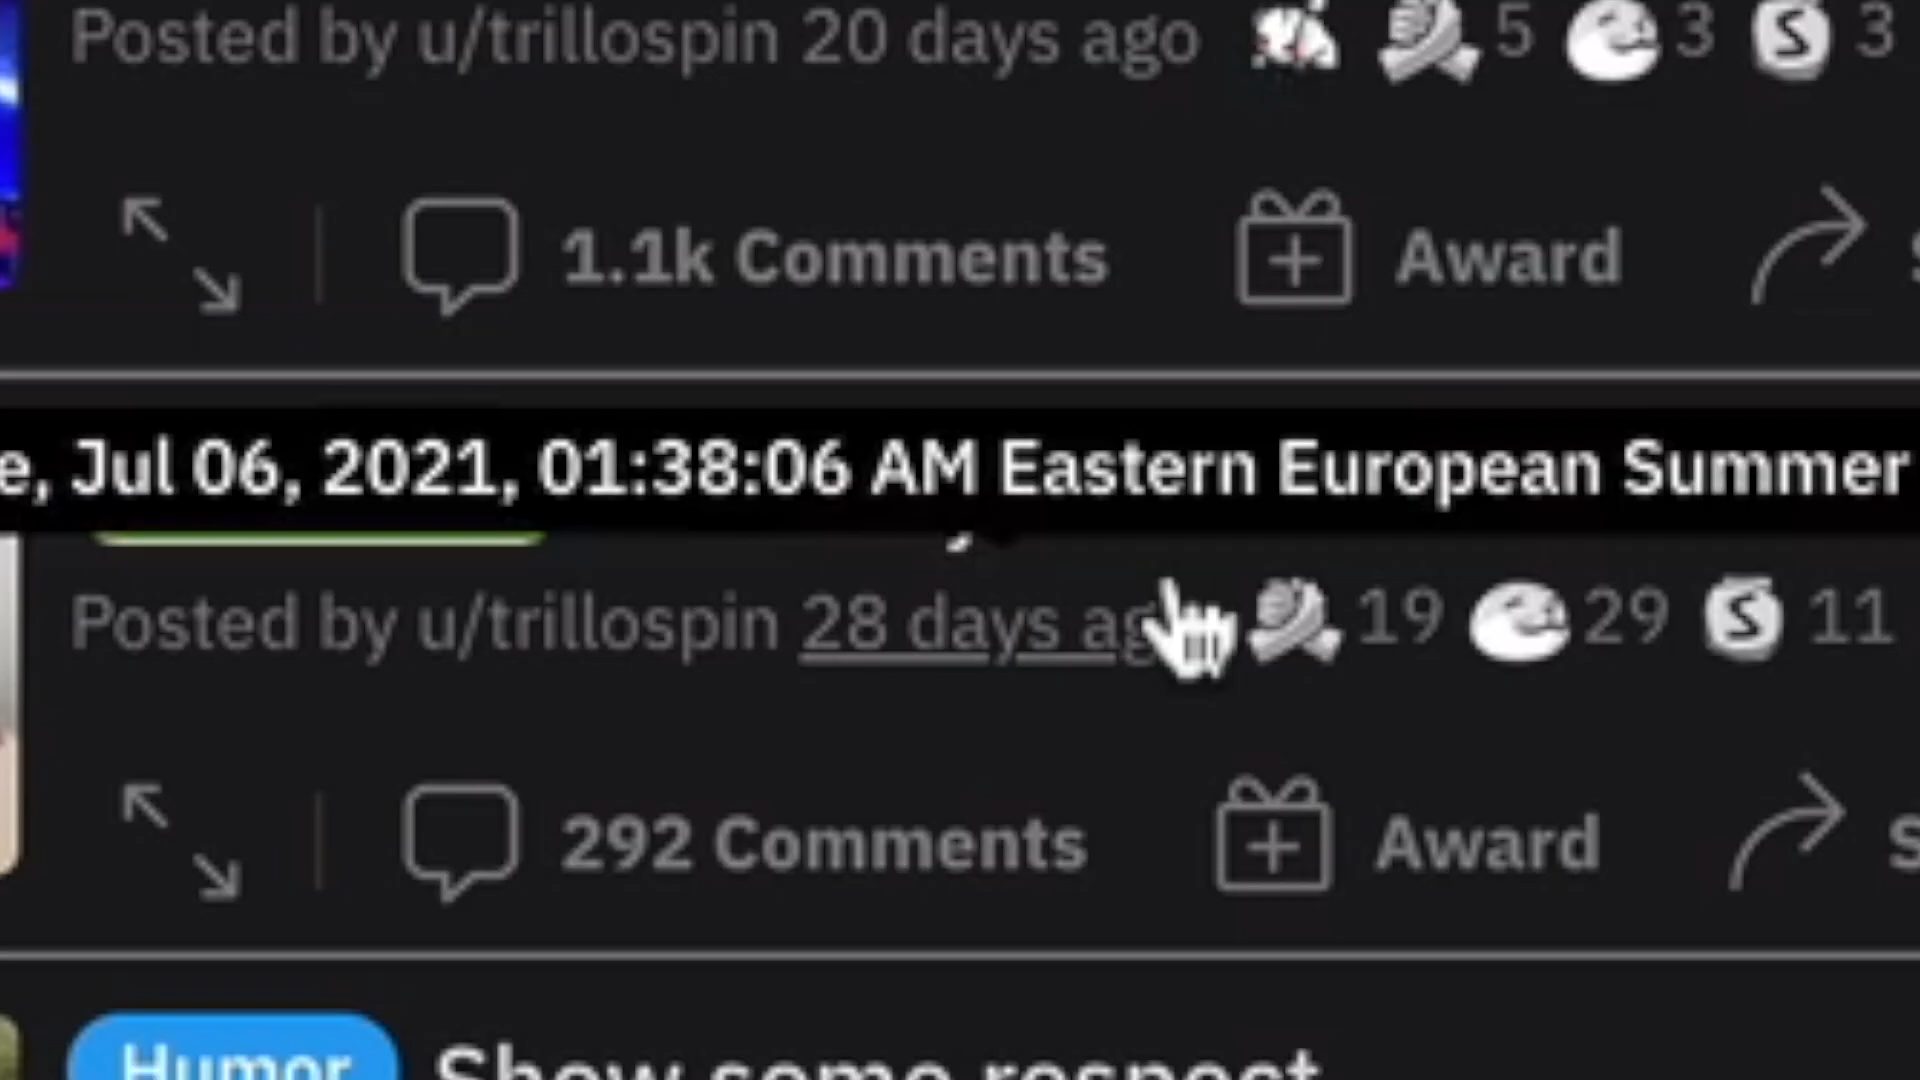 Posted by u/trillospin 20 days ago 5 3 S 3
1.1k Comments Award
e, Jul 06, 2021, 01:38:06 AM Eastern European Summer
Posted by u/trillospin 28 days ag 19 29 S 11
292 Comments Award S
Humor Show some respect